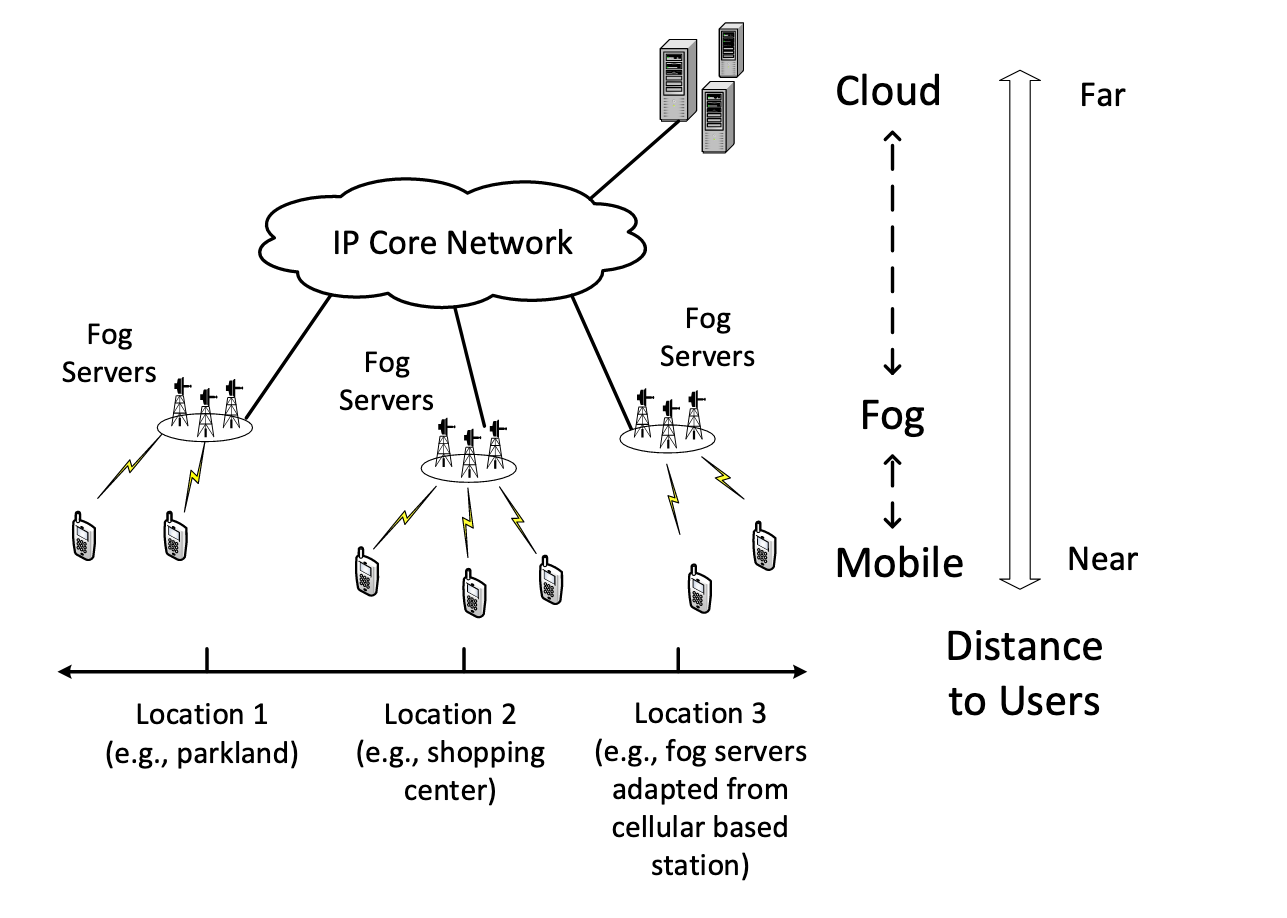 Cloud
Far
IP Core Network
Fog
Servers
Fog
Servers
Fog
Servers
Fog
Mobile
Near
Distance
to Users
Location 1
(e.g., parkland)
Location 2
(e.g., shopping
center)
Location 3
(e.g., fog servers
adapted from
cellular based
station)